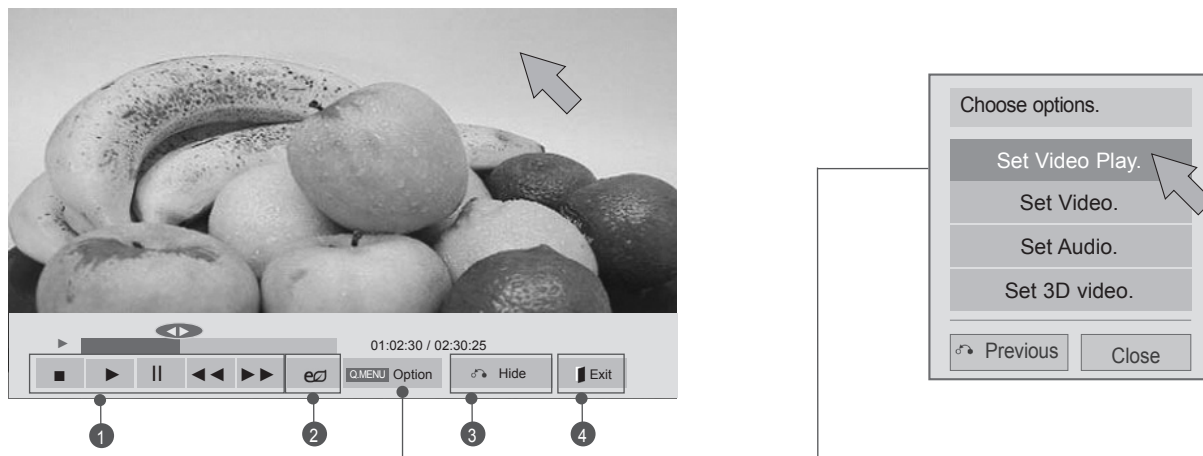 01:02:30 / 02:30:25
Q.MENU Option
Hide
Exit
1
2
3
4
Choose options.
Set Video Play.
Set Video.
Set Audio.
Set 3D video.
Previous
Close